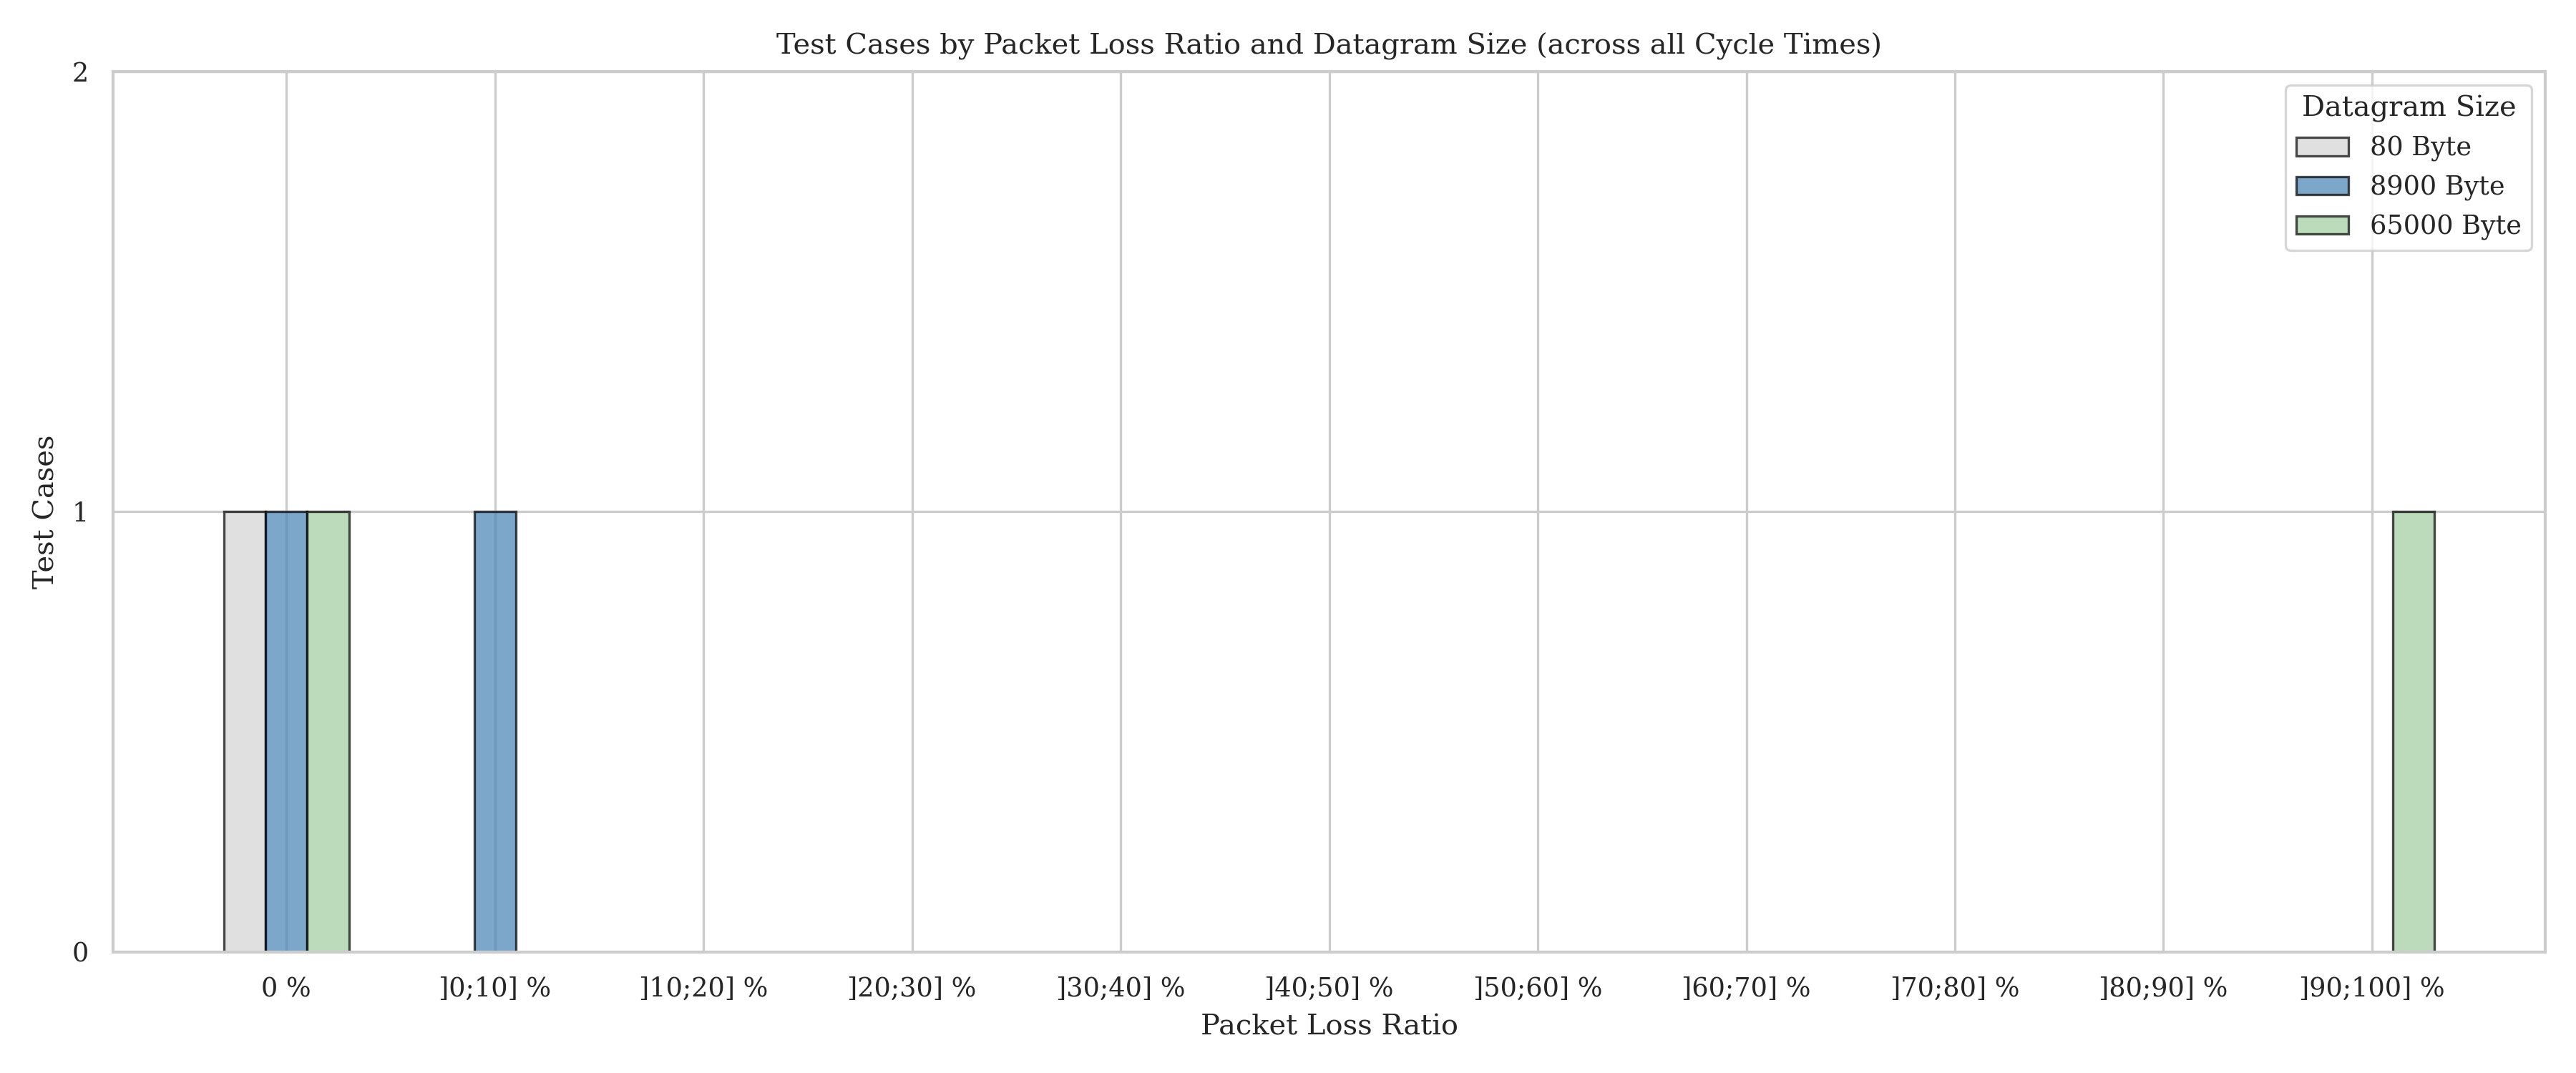 Test Cases by Packet Loss Ratio and Datagram Size (across all Cycle Times)
2
1
0
Test Cases
Datagram Size
80 Byte
8900 Byte
65000 Byte
0 % ]0;10] % ]10;20] % ]20;30] % ]30;40] % ]40;50] % ]50;60] % ]60;70] % ]70;80] % ]80;90] % ]90;100] %
Packet Loss Ratio